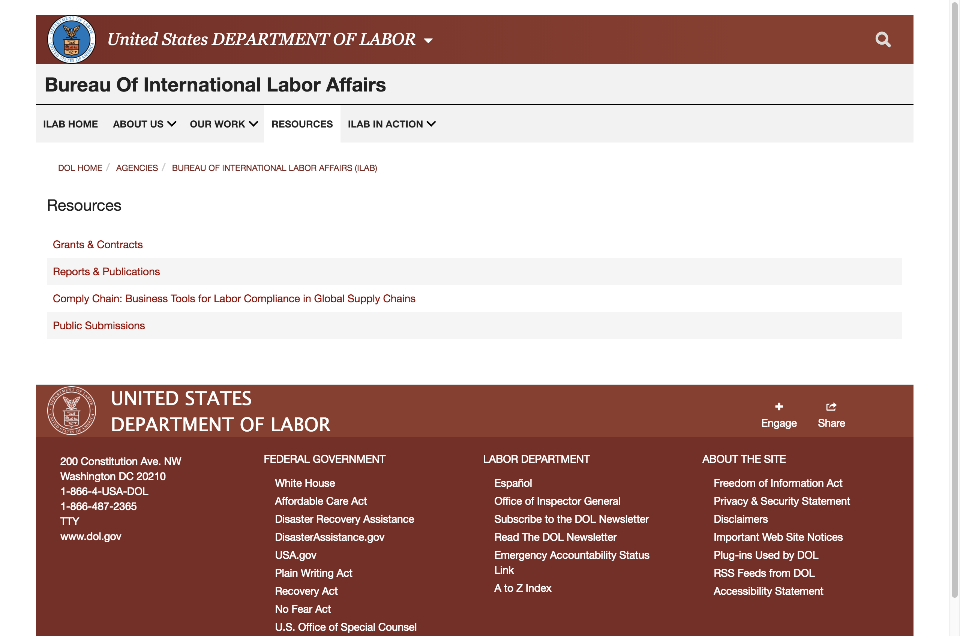 United States DEPARTMENT OF LABOR
Bureau Of International Labor Affairs
ILAB HOME ABOUT US OUR WORK RESOURCES ILAB IN ACTION
DOL HOME / AGENCIES / BUREAU OF INTERNATIONAL LABOR AFFAIRS (ILAB)
Resources
Grants & Contracts
Reports & Publications
Comply Chain: Business Tools for Labor Compliance in Global Supply Chains
Public Submissions
UNITED STATES
DEPARTMENT OF LABOR
Engage Share
200 Constitution Ave. NW
Washington DC 20210
1-866-4-USA-DOL
1-866-487-2365
TTY
www.dol.gov
FEDERAL GOVERNMENT
White House
Affordable Care Act
Disaster Recovery Assistance
DisasterAssistance.gov
USA.gov
Plain Writing Act
Recovery Act
No Fear Act
U.S. Office of Special Counsel
LABOR DEPARTMENT
Español
Office of Inspector General
Subscribe to the DOL Newsletter
Read The DOL Newsletter
Emergency Accountability Status
Link
A to Z Index
ABOUT THE SITE
Freedom of Information Act
Privacy & Security Statement
Disclaimers
Important Web Site Notices
Plug-ins Used by DOL
RSS Feeds from DOL
Accessibility Statement